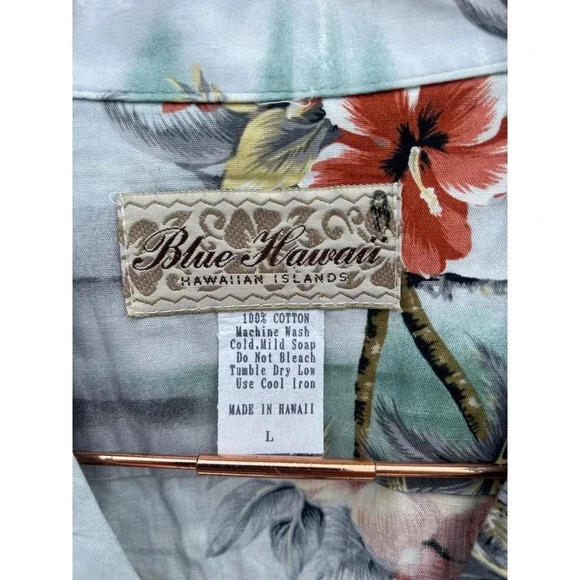 Blue Hawaii
HAWAIIAN ISLANDS
100% COTTON
Machine Wash
Cold.Mild Soap
Do Not Bleach
Tumble Dry Low
Use Cool Iron
MADE IN HAWAII
L